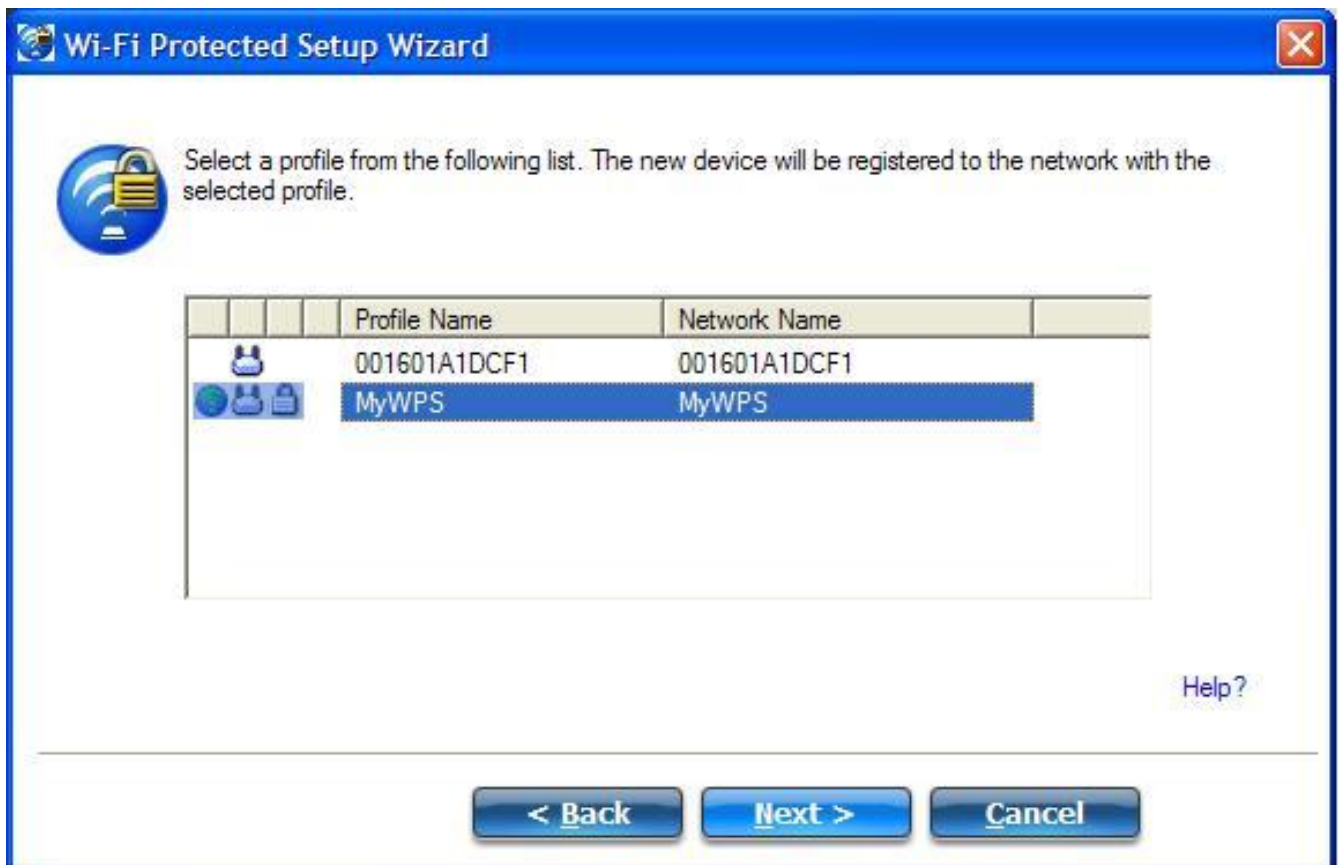 Wi-Fi Protected Setup Wizard
Select a profile from the following list. The new device will be registered to the network with the
selected profile.
Profile Name Network Name
001601A1DCF1 001601A1DCF1
MyWPS MyWPS
Help?
< Back Next > Cancel